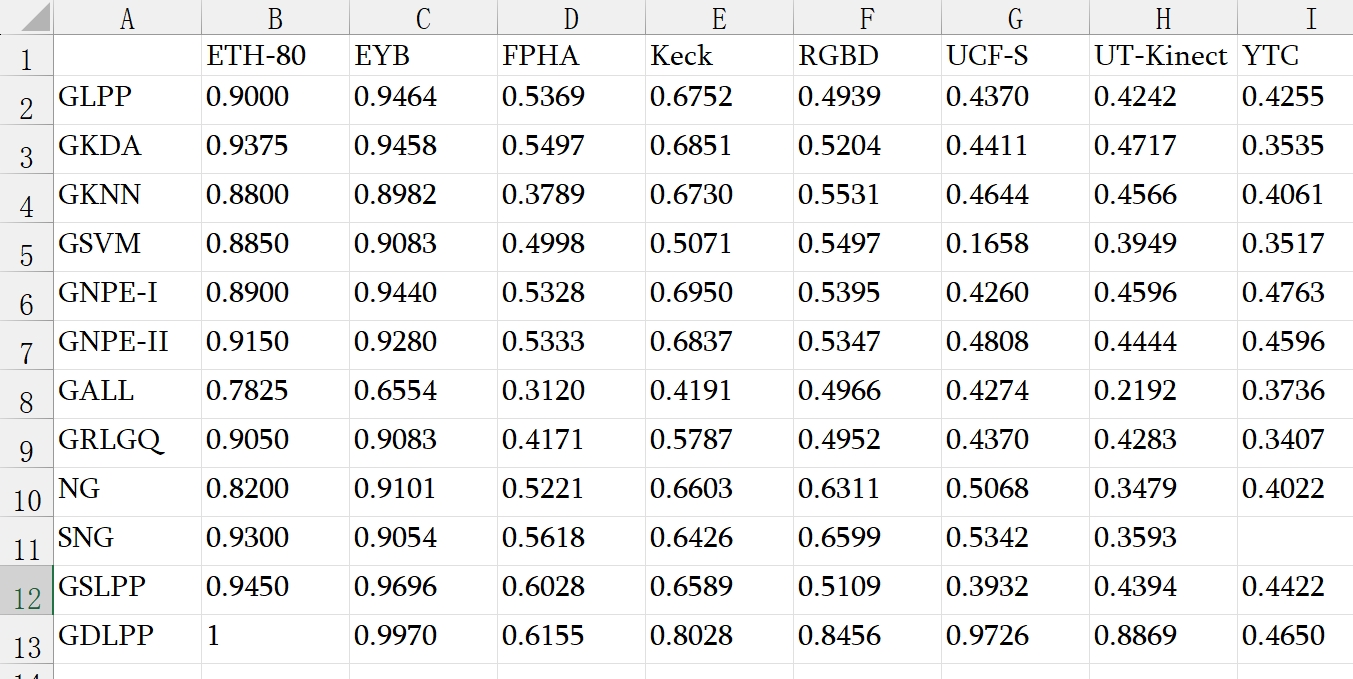 A B C D E F G H I
1 ETH-80 EYB FPHA Keck RGBD UCF-S UT-Kinect YTC
2 GLPP 0.9000 0.9464 0.5369 0.6752 0.4939 0.4370 0.4242 0.4255
3 GKDA 0.9375 0.9458 0.5497 0.6851 0.5204 0.4411 0.4717 0.3535
4 GKNN 0.8800 0.8982 0.3789 0.6730 0.5531 0.4644 0.4566 0.4061
5 GSVM 0.8850 0.9083 0.4998 0.5071 0.5497 0.1658 0.3949 0.3517
6 GNPE-I 0.8900 0.9440 0.5328 0.6950 0.5395 0.4260 0.4596 0.4763
7 GNPE-II 0.9150 0.9280 0.5333 0.6837 0.5347 0.4808 0.4444 0.4596
8 GALL 0.7825 0.6554 0.3120 0.4191 0.4966 0.4274 0.2192 0.3736
9 GRLGQ 0.9050 0.9083 0.4171 0.5787 0.4952 0.4370 0.4283 0.3407
10 NG 0.8200 0.9101 0.5221 0.6603 0.6311 0.5068 0.3479 0.4022
11 SNG 0.9300 0.9054 0.5618 0.6426 0.6599 0.5342 0.3593
12 GSLPP 0.9450 0.9696 0.6028 0.6589 0.5109 0.3932 0.4394 0.4422
13 GDLPP 1 0.9970 0.6155 0.8028 0.8456 0.9726 0.8869 0.4650